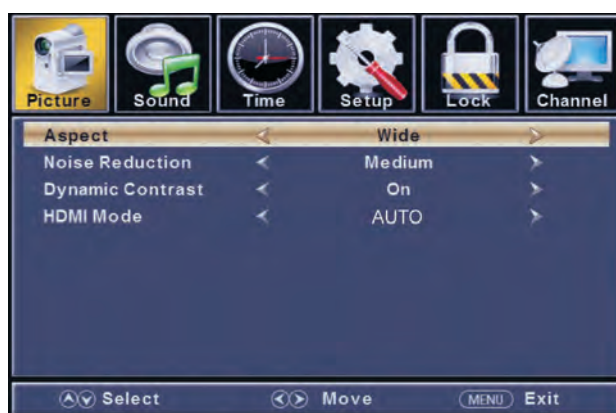 Picture Sound Time Setup Lock Channel
Aspect Wide
Noise Reduction Medium
Dynamic Contrast On
HDMI Mode AUTO
Select Move MENU Exit